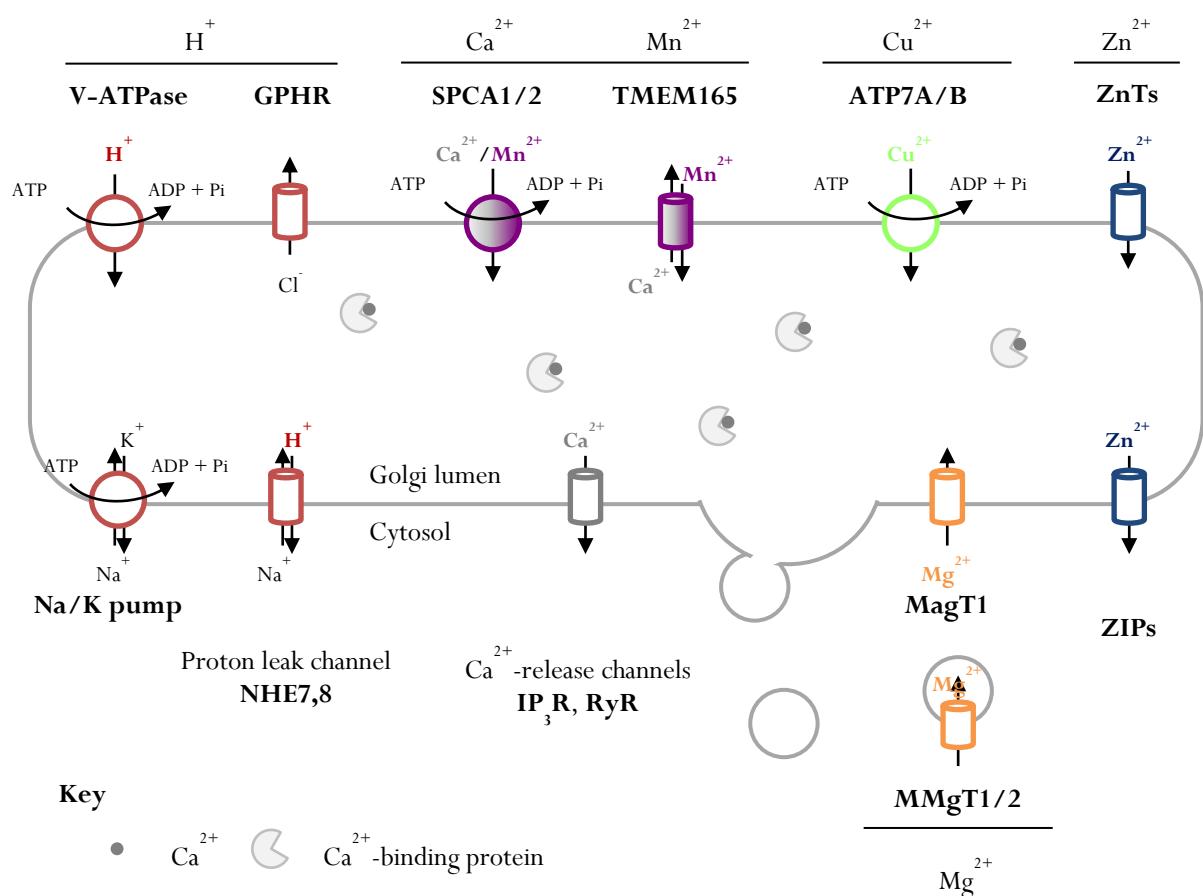 H⁺ Ca²⁺ Mn²⁺ Cu²⁺ Zn²⁺
V-ATPase GPHR SPCA1/2 TMEM165 ATP7A/B ZnTs
H⁺ Ca²⁺/Mn²⁺ Mn²⁺ Cu²⁺ Zn²⁺
ATP ADP + Pi ATP ADP + Pi ATP ADP + Pi
Cl⁻ Ca²⁺
K⁺ H⁺ Ca²⁺ Zn²⁺
ATP ADP + Pi
Golgi lumen
Cytosol
Na⁺ Na⁺ Mg²⁺
Na/K pump MagT1
ZIPs
Proton leak channel
NHE7,8
Ca²⁺-release channels
IP₃R, RyR
Mg²⁺
MMgT1/2
Mg²⁺
Key
Ca²⁺ Ca²⁺-binding protein